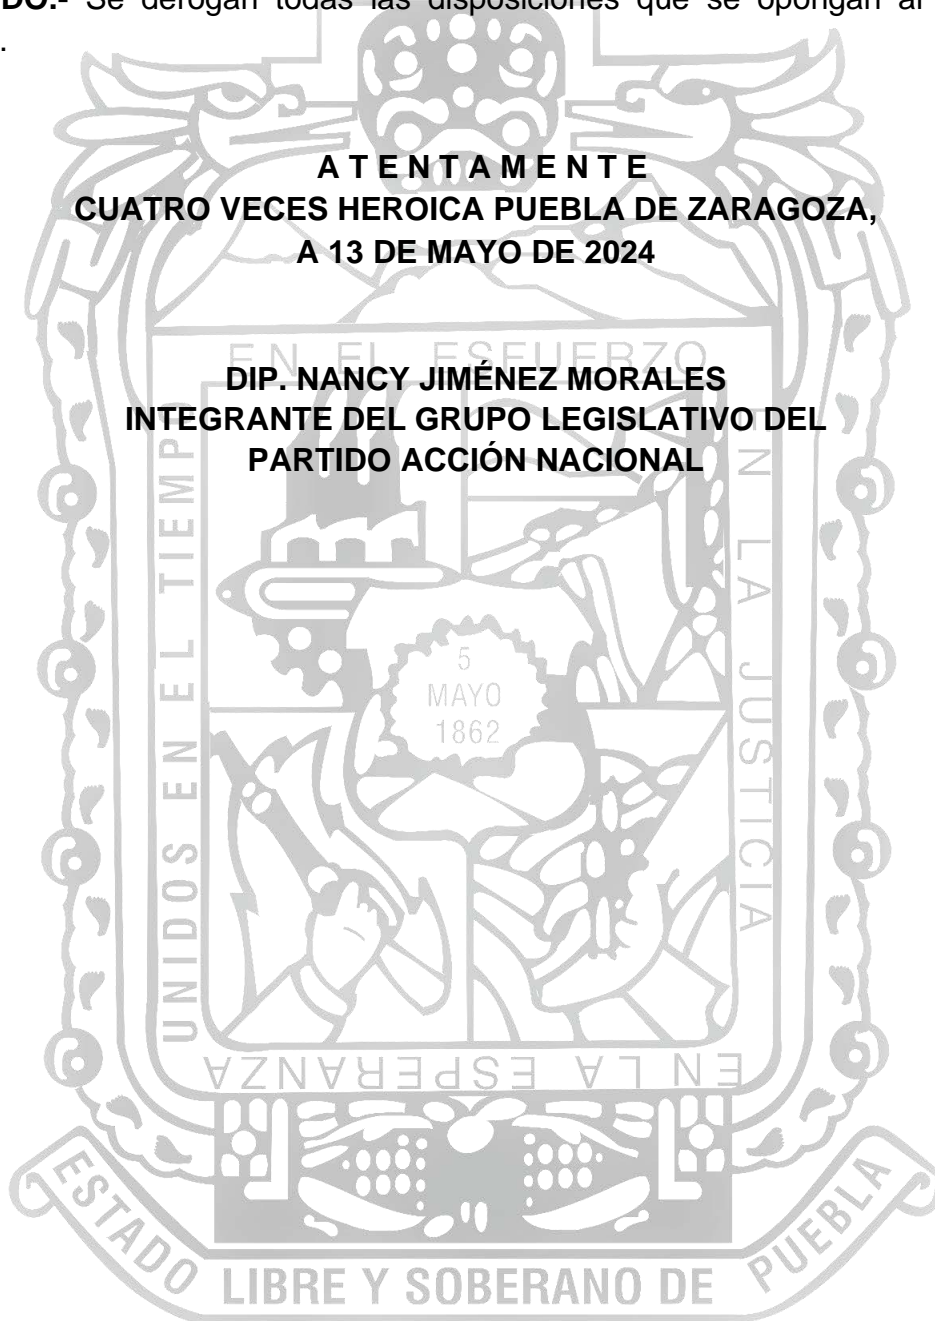 DO.- Se derogan todas las disposiciones que se opongan al
.
A T E N T A M E N T E
CUATRO VECES HEROICA PUEBLA DE ZARAGOZA,
A 13 DE MAYO DE 2024
DIP. NANCY JIMÉNEZ MORALES
INTEGRANTE DEL GRUPO LEGISLATIVO DEL
PARTIDO ACCIÓN NACIONAL
UNIDOS EN EL TIEMPO
EN EL ESFUERZO
EN LA JUSTICIA
EN LA ESPERANZA
5
MAYO
1862
ESTADO LIBRE Y SOBERANO DE PUEBLA